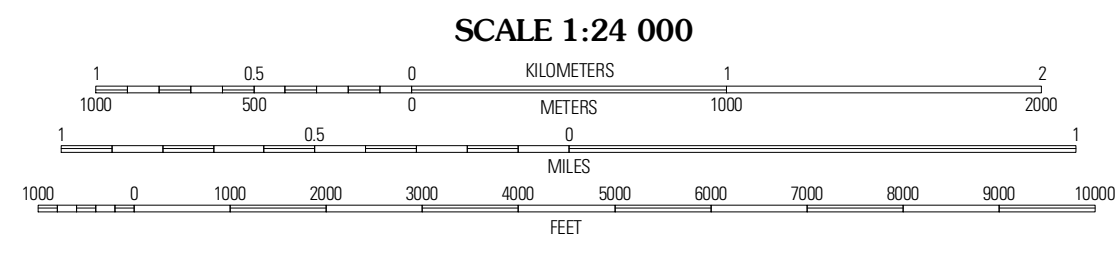 SCALE 1:24 000
1 0.5 0 KILOMETERS 1 2
1000 500 0 METERS 1000 2000
1 0.5 0 1
MILES
1000 0 1000 2000 3000 4000 5000 6000 7000 8000 9000 10000
FEET